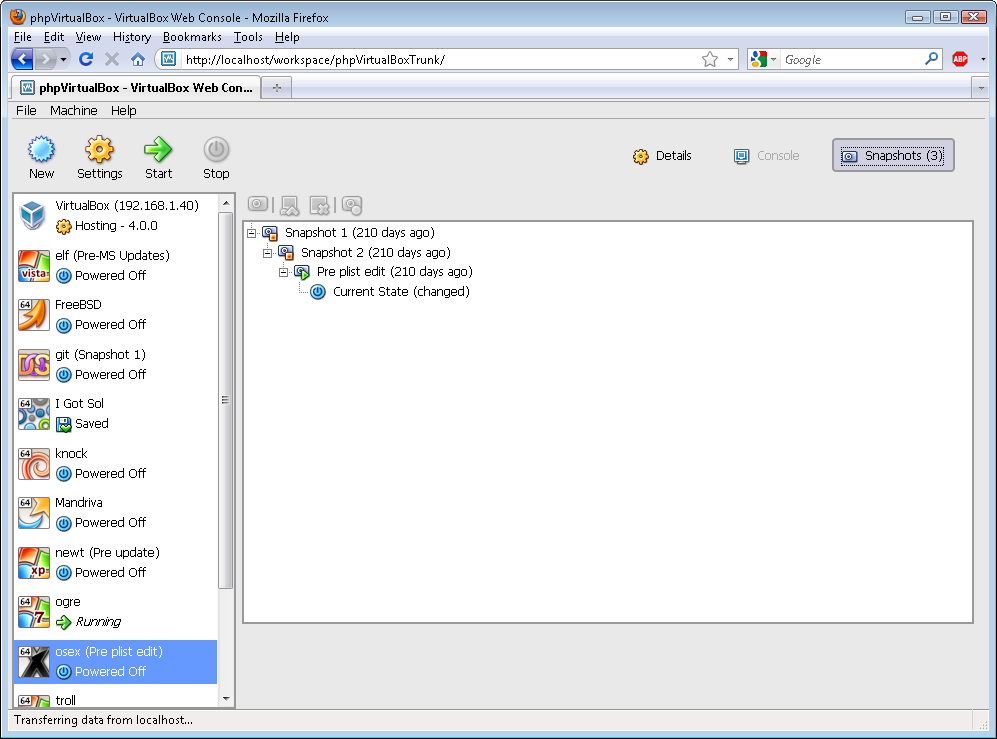 phpVirtualBox - VirtualBox Web Console - Mozilla Firefox
File Edit View History Bookmarks Tools Help
http://localhost/workspace/phpVirtualBoxTrunk/ Google ABP
phpVirtualBox - VirtualBox Web Con...
File Machine Help
New Settings Start Stop Details Console Snapshots (3)
VirtualBox (192.168.1.40)
Hosting - 4.0.0
elf (Pre-MS Updates)
vista Powered Off
64 FreeBSD
Powered Off
git (Snapshot 1)
Powered Off
64 I Got Sol
Saved
64 knock
Powered Off
64 Mandriva
Powered Off
newt (Pre update)
xp Powered Off
64 ogre
7 Running
64 osex (Pre plist edit)
X Powered Off
64 troll
Snapshot 1 (210 days ago)
Snapshot 2 (210 days ago)
Pre plist edit (210 days ago)
Current State (changed)
Transferring data from localhost...